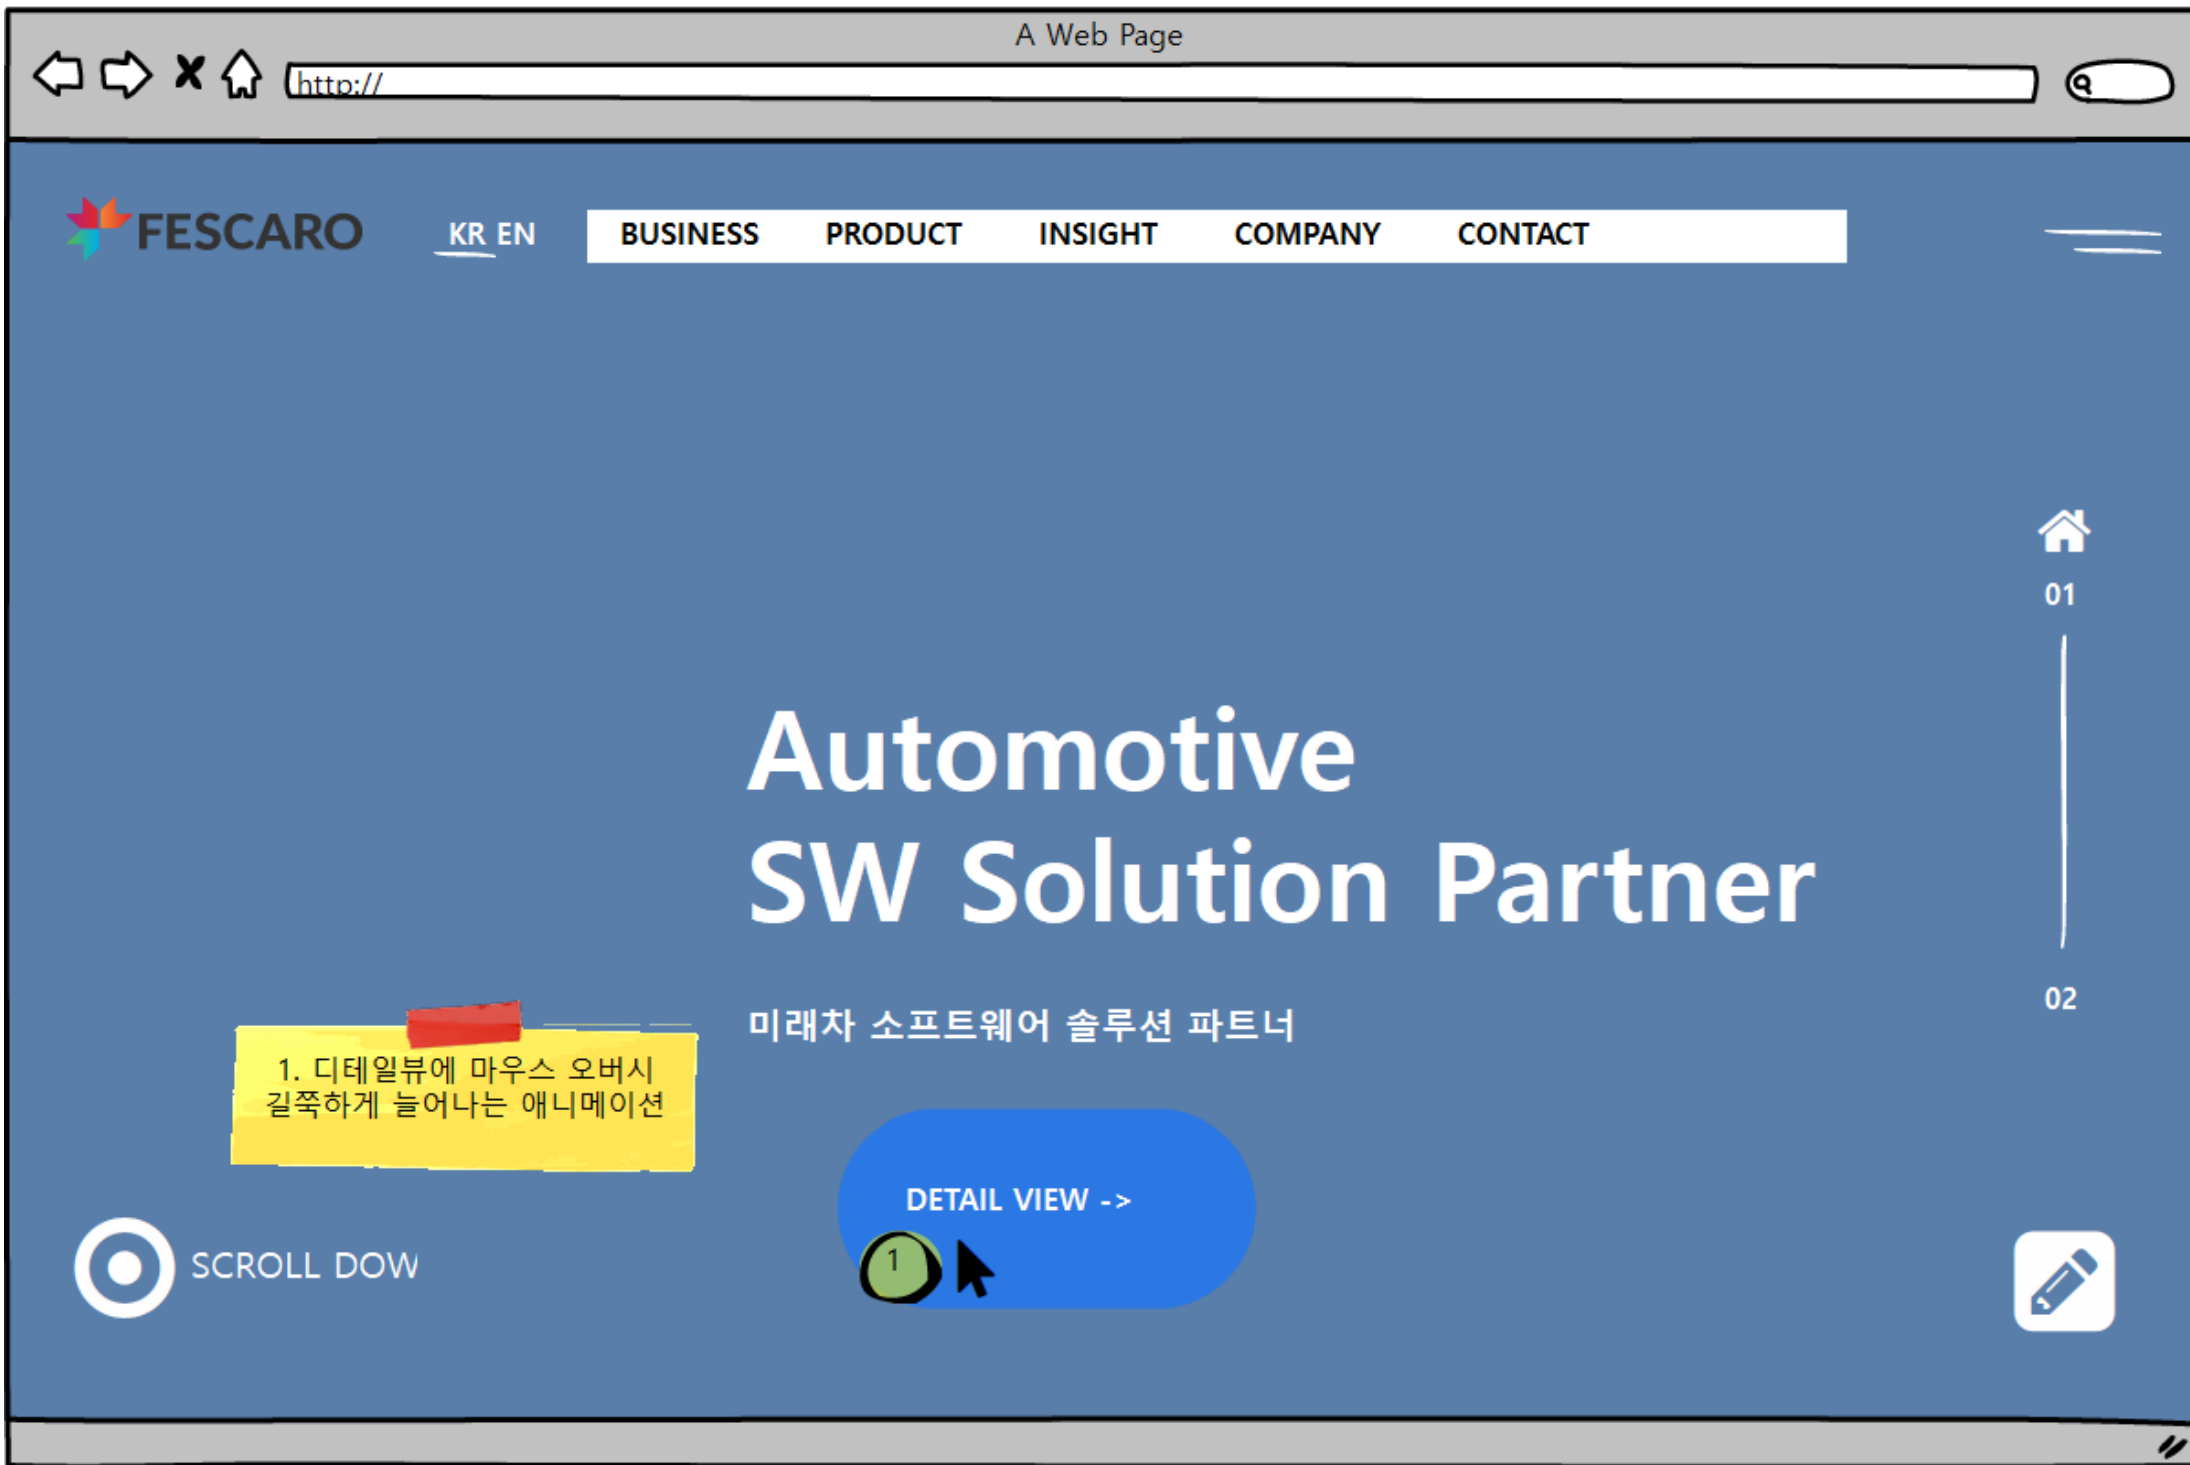 A Web Page
http://
FESCARO
KR EN
BUSINESS PRODUCT INSIGHT COMPANY CONTACT
01
Automotive
SW Solution Partner
02
미래차 소프트웨어 솔루션 파트너
1. 디테일뷰에 마우스 오버시
길쭉하게 늘어나는 애니메이션
DETAIL VIEW ->
1
SCROLL DOW